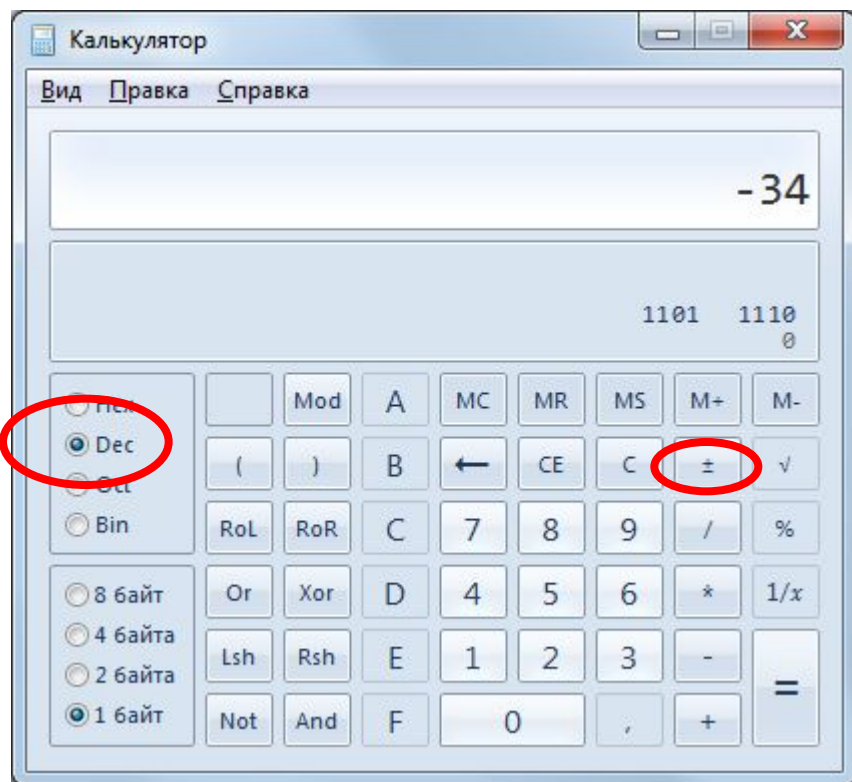 Калькулятор
Вид Правка Справка
-34
1101 1110
0
Hex
Dec
Oct
Bin
8 байт
4 байта
2 байта
1 байт
Mod A MC MR MS M+ M-
( ) B ← CE C ± √
RoL RoR C 7 8 9 / %
Or Xor D 4 5 6 * 1/x
Lsh Rsh E 1 2 3 - =
Not And F 0 , +